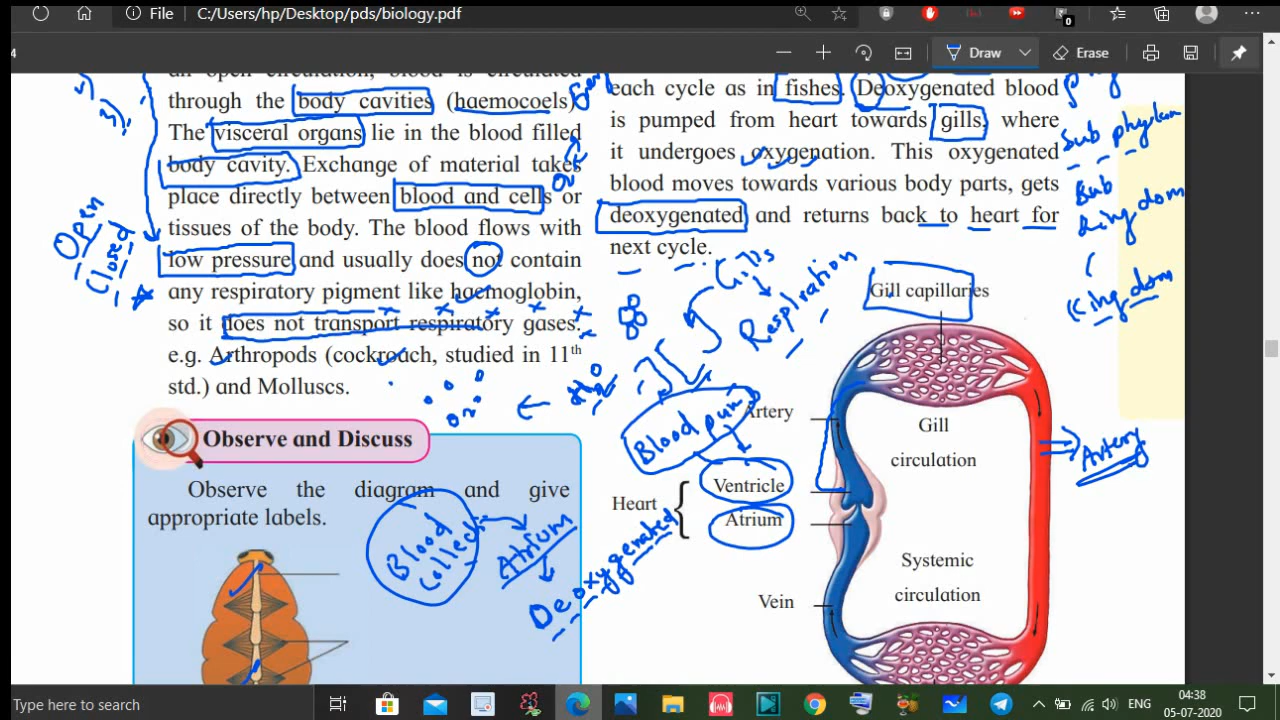 File C:/Users/hp/Desktop/pds/biology.pdf
4
Draw
Erase
through the body cavities (haemocoels).
The visceral organs lie in the blood filled
body cavity. Exchange of material takes
place directly between blood and cells or
tissues of the body. The blood flows with
low pressure and usually does not contain
any respiratory pigment like haemoglobin,
so it does not transport respiratory gases.
e.g. Arthropods (cockroach, studied in 11th
std.) and Molluscs.
Open
Closed
Observe and Discuss
Observe the diagram and give
appropriate labels.
Blood
collect
Atrium
Deoxygenated
each cycle as in fishes. Deoxygenated blood
is pumped from heart towards gills, where
it undergoes oxygenation. This oxygenated
blood moves towards various body parts, gets
deoxygenated and returns back to heart for
next cycle.
Sub phylum
Sub
Kingdom
Kingdom
Gills
Respiration
Blood pump
Gill capillaries
Artery
Gill
circulation
Artery
Heart
Ventricle
Atrium
Systemic
circulation
Vein
Type here to search
ENG
04:38
05-07-2020